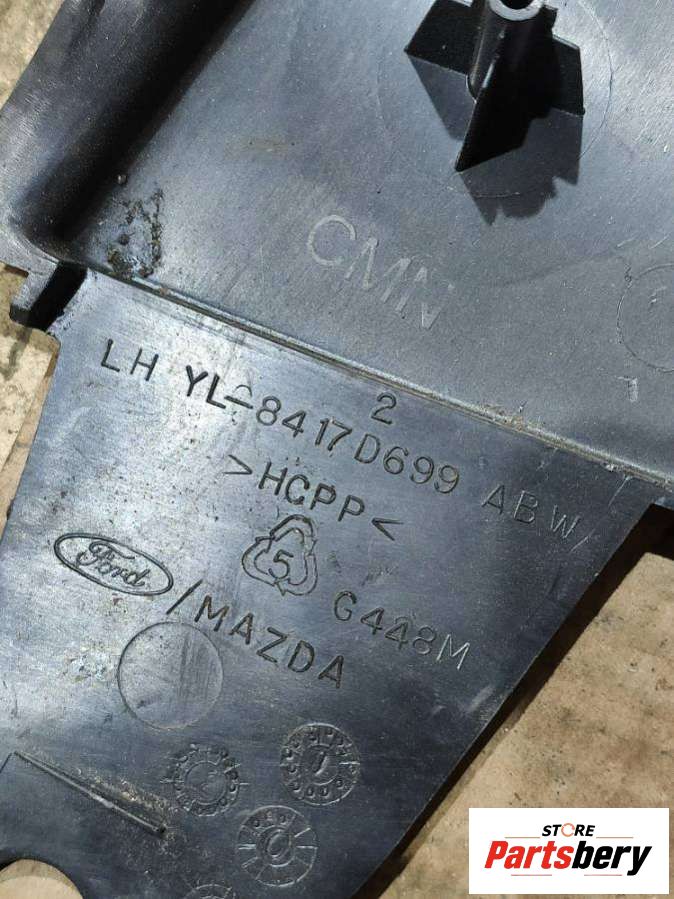 CMN
2
LH YL-8417D699 ABW
>HCPP<
5
Ford
/MAZDA
G448M
STORE
Partsbery